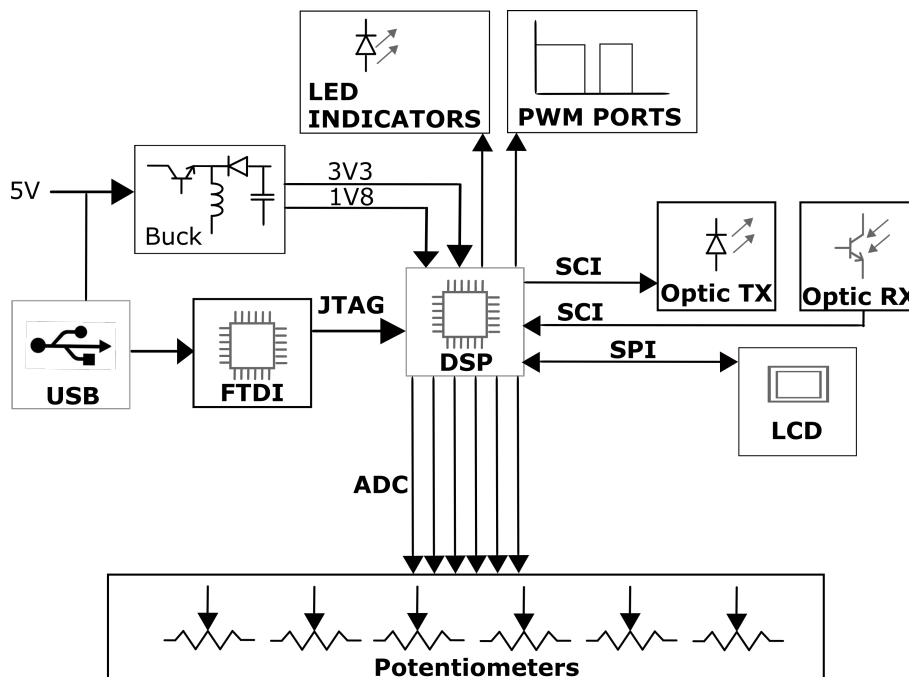 LED
INDICATORS
PWM PORTS
5V
Buck
3V3
1V8
SCI
Optic TX
Optic RX
SCI
JTAG
DSP
SPI
USB
FTDI
LCD
ADC
Potentiometers